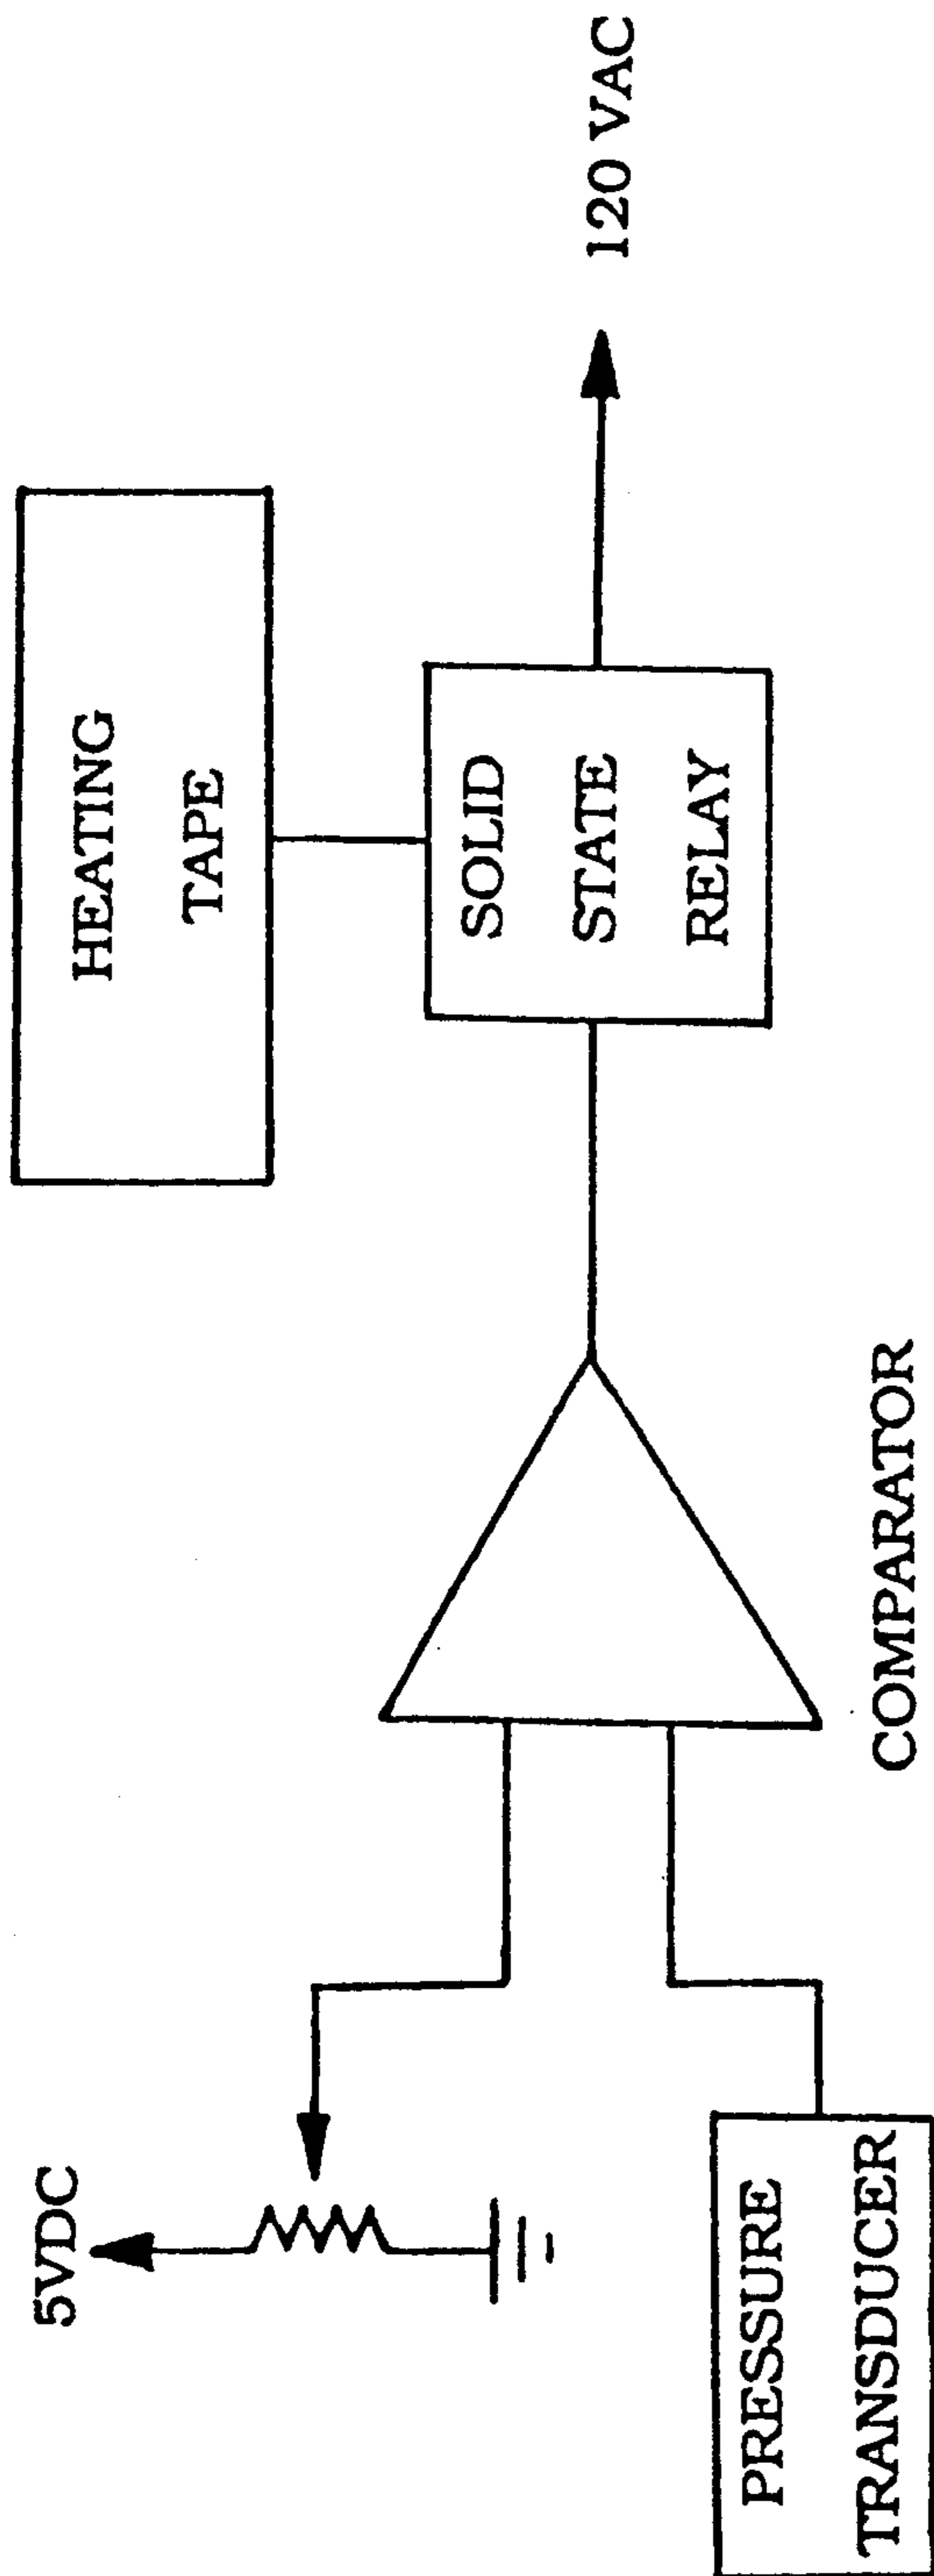 5VDC
PRESSURE
TRANSDUCER
COMPARATOR
HEATING
TAPE
SOLID
STATE
RELAY
120 VAC